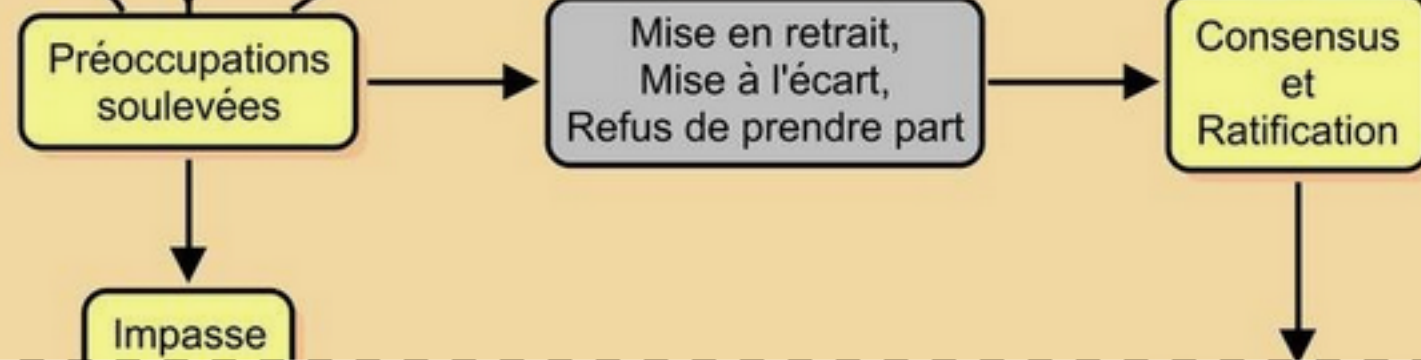 Préoccupations
soulevées
Mise en retrait,
Mise à l'écart,
Refus de prendre part
Consensus
et
Ratification
Impasse